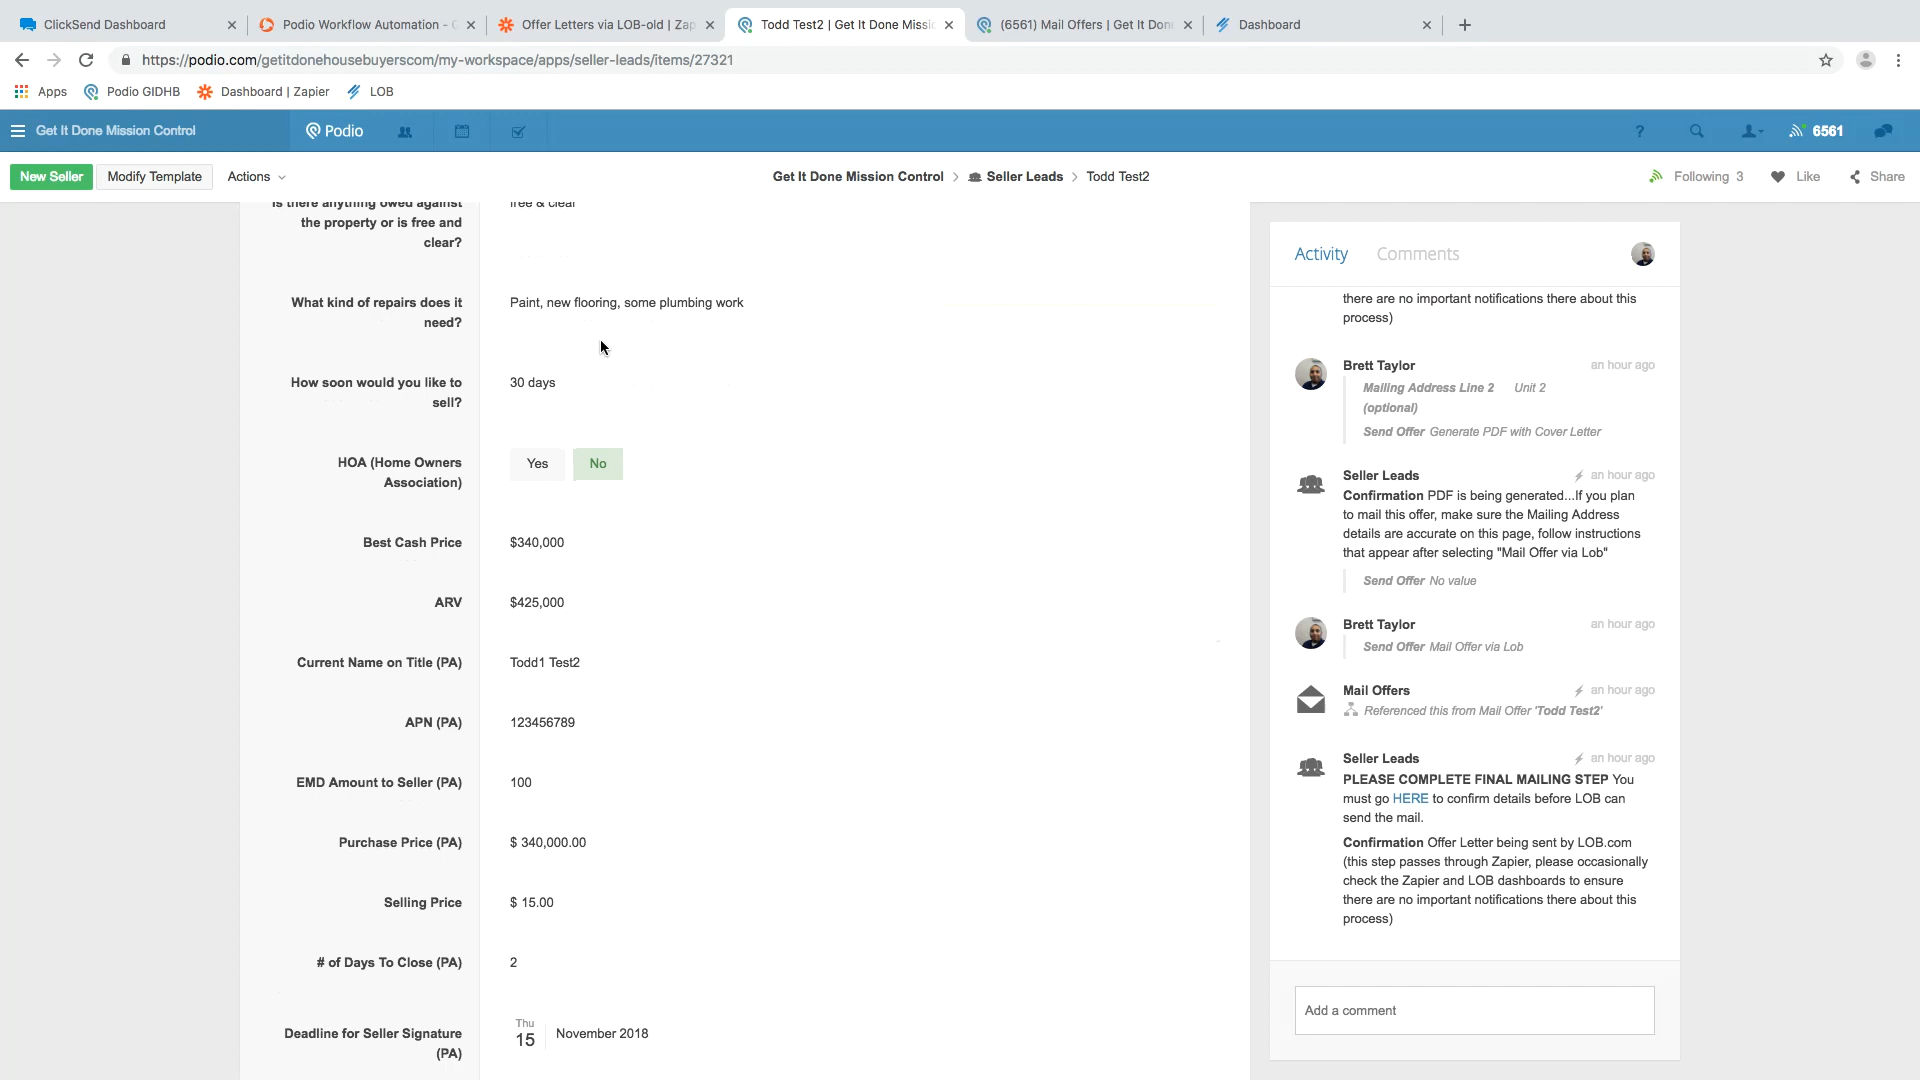 ClickSend Dashboard
Podio Workflow Automation -
Offer Letters via LOB-old | Zap
Todd Test2 | Get It Done Missi
(6561) Mail Offers | Get It Don
Dashboard
https://podio.com/getitdonehousebuyerscom/my-workspace/apps/seller-leads/items/27321
Apps
Podio GIDHB
Dashboard | Zapier
LOB
Get It Done Mission Control
Podio
?
6561
New Seller
Modify Template
Actions
Get It Done Mission Control > Seller Leads > Todd Test2
Following 3
Like
Share
Is there anything owed against
the property or is free and
clear?
free & clear
What kind of repairs does it
need?
Paint, new flooring, some plumbing work
How soon would you like to
sell?
30 days
HOA (Home Owners
Association)
Yes
No
Best Cash Price
$340,000
ARV
$425,000
Current Name on Title (PA)
Todd1 Test2
APN (PA)
123456789
EMD Amount to Seller (PA)
100
Purchase Price (PA)
$ 340,000.00
Selling Price
$ 15.00
# of Days To Close (PA)
2
Deadline for Seller Signature
(PA)
Thu
15
November 2018
Activity
Comments
there are no important notifications there about this
process)
Brett Taylor
an hour ago
Mailing Address Line 2 Unit 2
(optional)
Send Offer Generate PDF with Cover Letter
Seller Leads
an hour ago
Confirmation PDF is being generated...If you plan
to mail this offer, make sure the Mailing Address
details are accurate on this page, follow instructions
that appear after selecting "Mail Offer via Lob"
Send Offer No value
Brett Taylor
an hour ago
Send Offer Mail Offer via Lob
Mail Offers
an hour ago
Referenced this from Mail Offer 'Todd Test2'
Seller Leads
an hour ago
PLEASE COMPLETE FINAL MAILING STEP You
must go HERE to confirm details before LOB can
send the mail.
Confirmation Offer Letter being sent by LOB.com
(this step passes through Zapier, please occasionally
check the Zapier and LOB dashboards to ensure
there are no important notifications there about this
process)
Add a comment